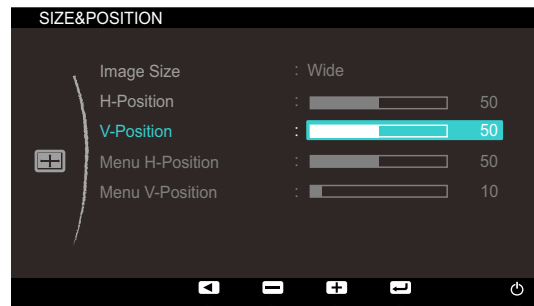 SIZE&POSITION
Image Size : Wide
H-Position : 50
V-Position : 50
Menu H-Position : 50
Menu V-Position : 10